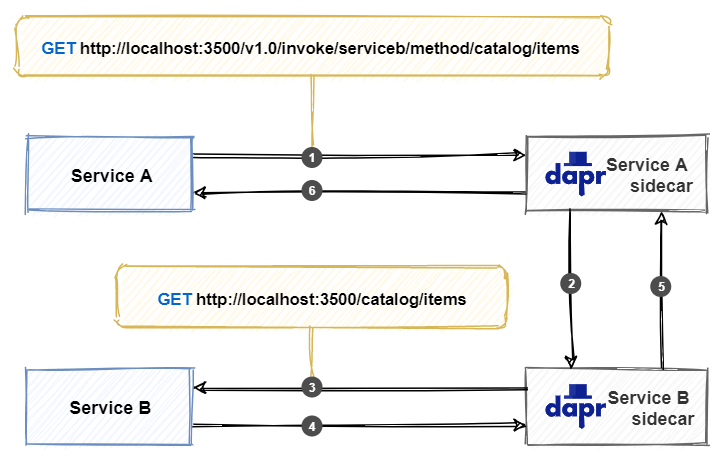 GET http://localhost:3500/v1.0/invoke/serviceb/method/catalog/items
1
Service A
dapr
Service A
sidecar
6
2
5
GET http://localhost:3500/catalog/items
3
Service B
dapr
Service B
sidecar
4